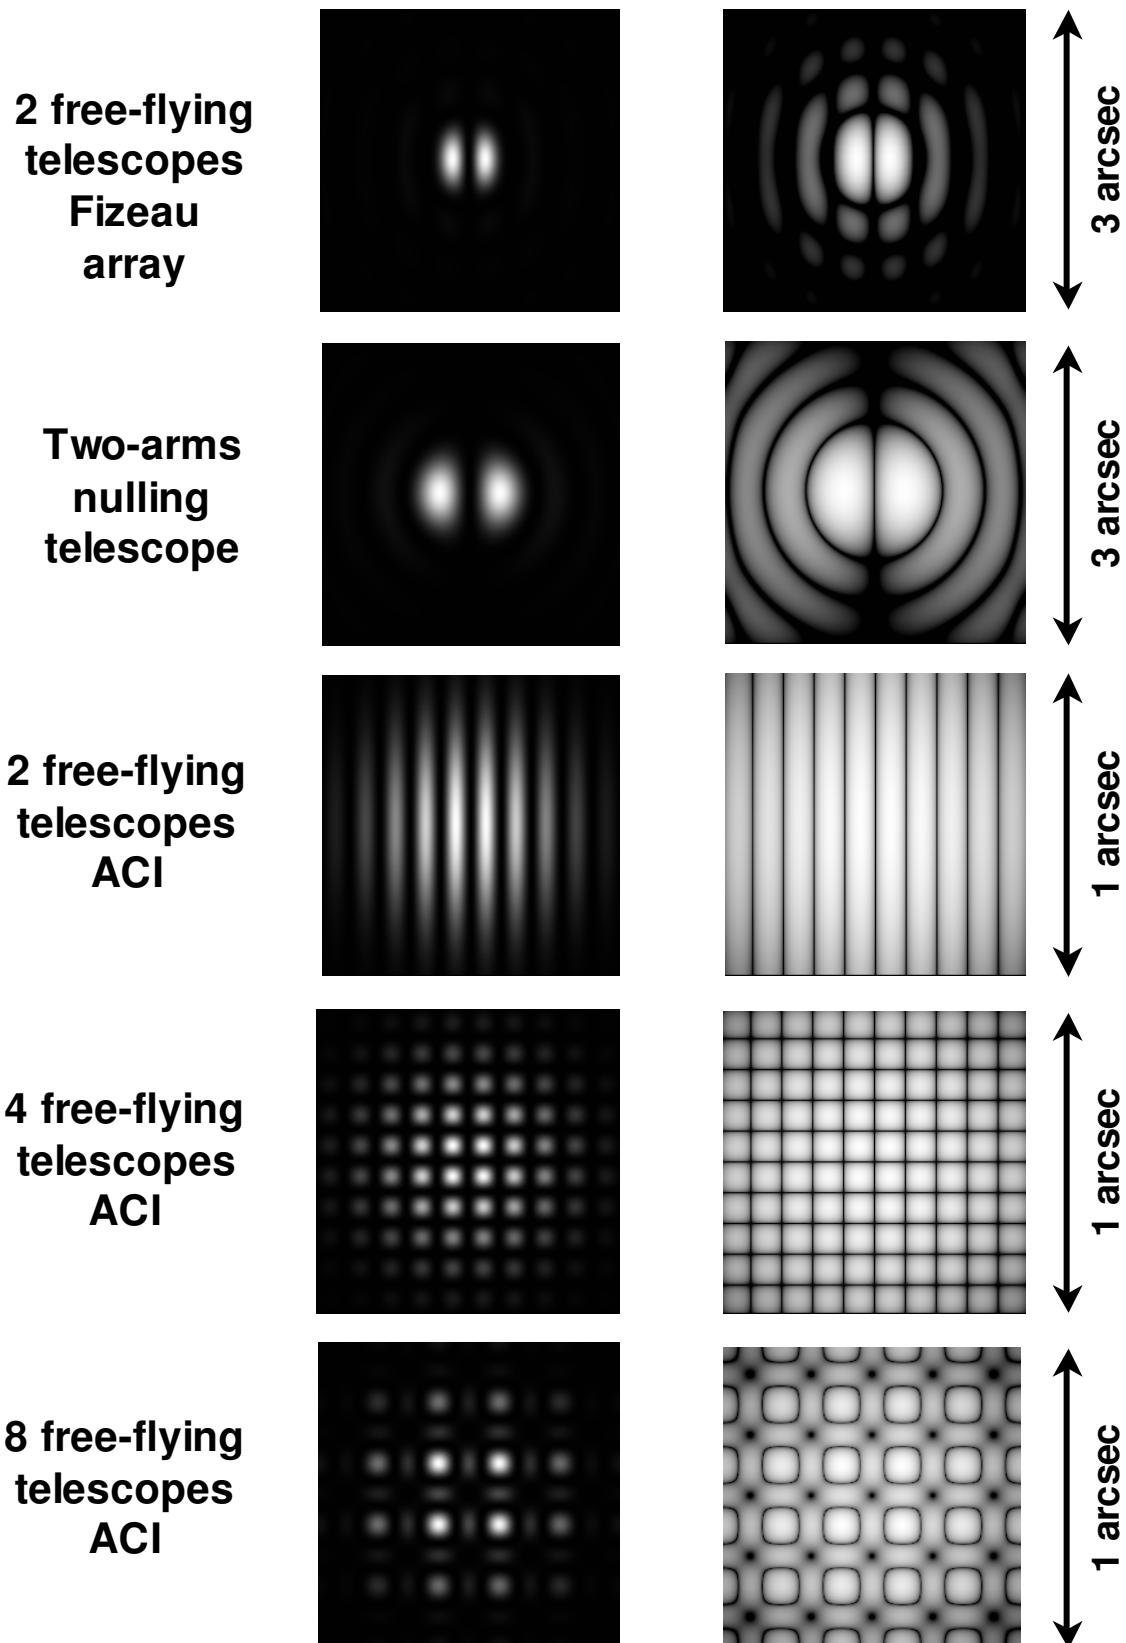 2 free-flying
telescopes
Fizeau
array
3 arcsec
Two-arms
nulling
telescope
3 arcsec
2 free-flying
telescopes
ACI
1 arcsec
4 free-flying
telescopes
ACI
1 arcsec
8 free-flying
telescopes
ACI
1 arcsec